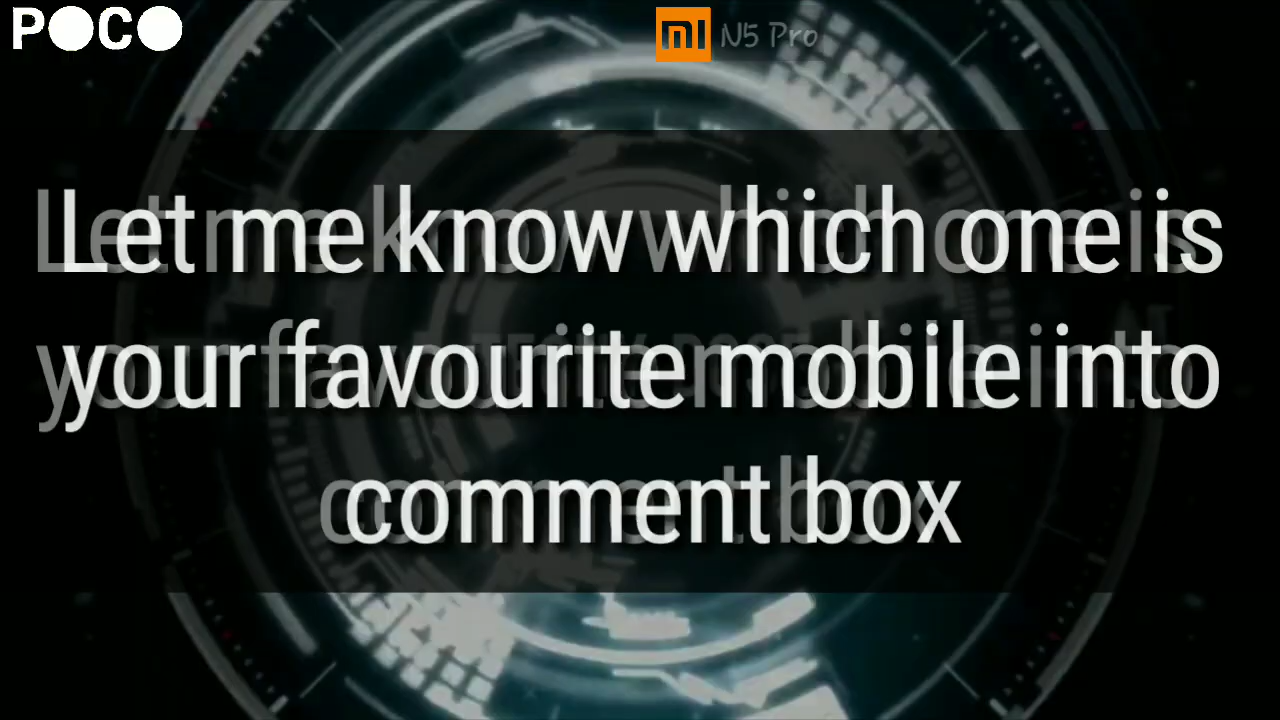 POCO
mi N5 Pro
Let me know which one is
your favourite mobile into
comment box